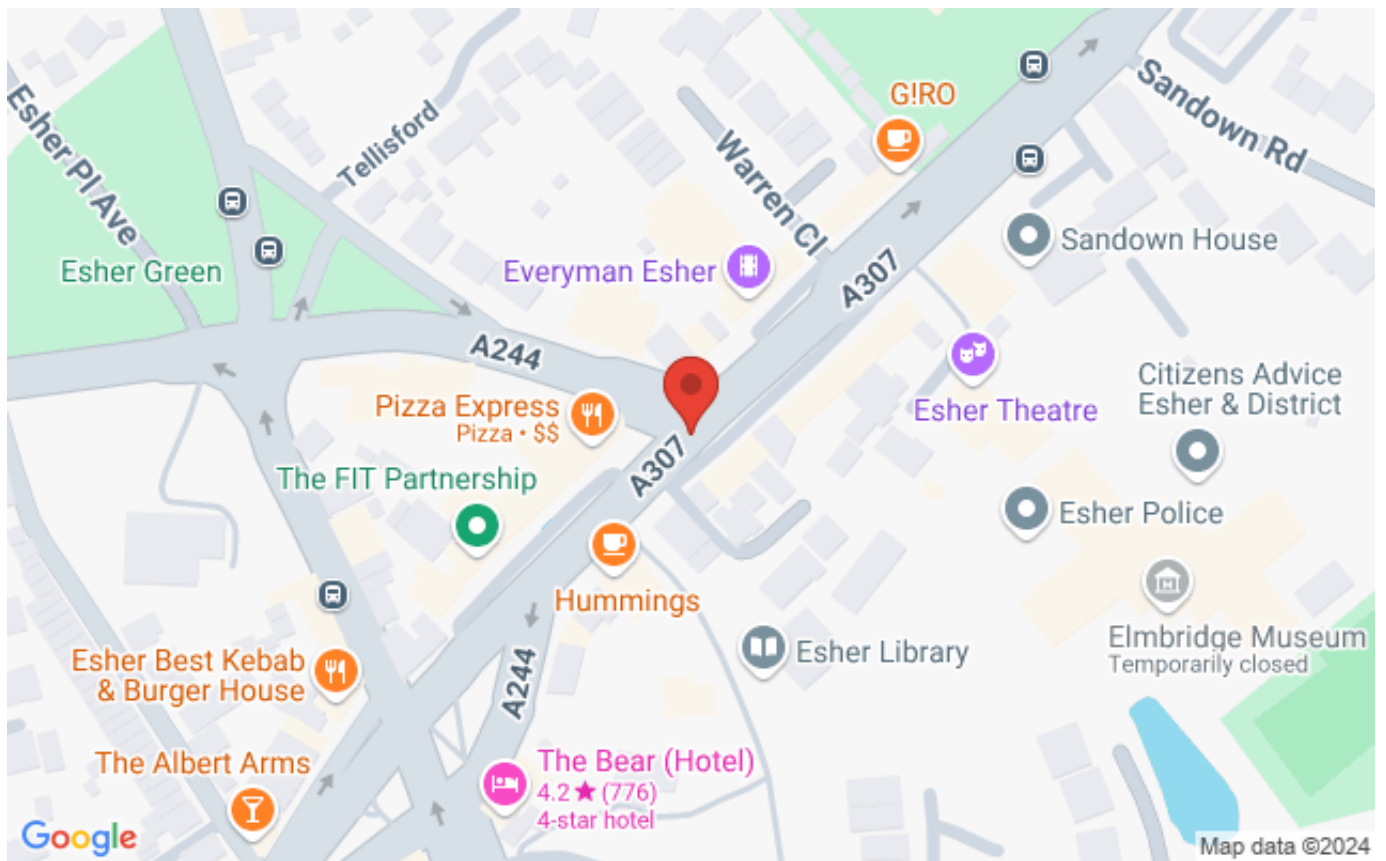 G!RO
Sandown Rd
Esher Pl Ave
Tellisford
Warren Cl
Sandown House
Esher Green
Everyman Esher
A307
A244
Citizens Advice
Esher & District
Pizza Express
Pizza • $$
Esher Theatre
A307
The FIT Partnership
Esher Police
Hummings
Elmbridge Museum
Temporarily closed
Esher Library
Esher Best Kebab
& Burger House
A244
The Albert Arms
The Bear (Hotel)
4.2★(776)
4-star hotel
Google
Map data ©2024